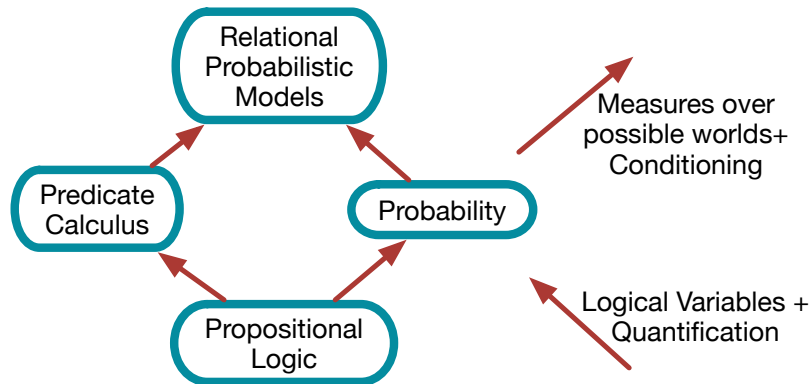 Relational
Probabilistic
Models
Measures over
possible worlds+
Conditioning
Predicate
Calculus
Probability
Logical Variables +
Quantification
Propositional
Logic